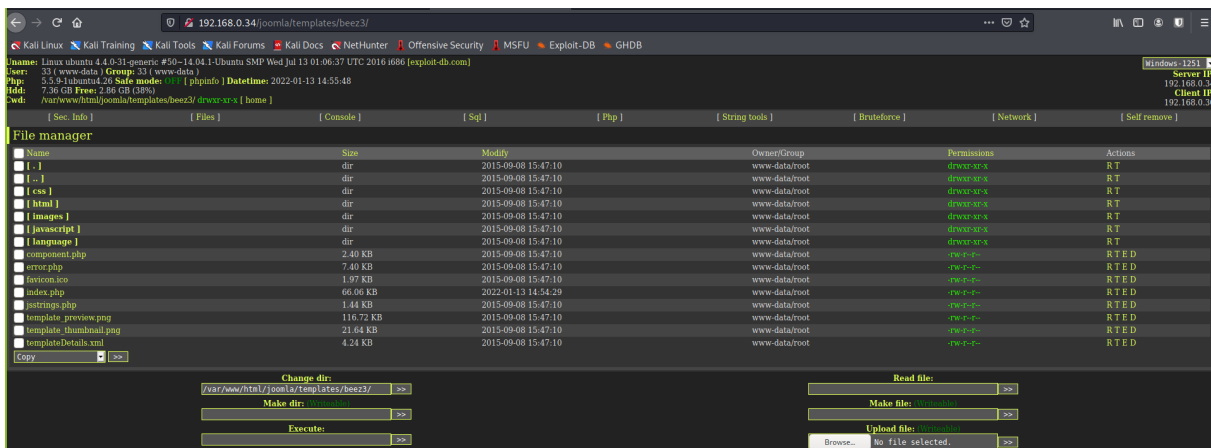 192.168.0.34/joomla/templates/beez3/
Kali Linux Kali Training Kali Tools Kali Forums Kali Docs NetHunter Offensive Security MSFU Exploit-DB GHDB
Uname: Linux ubuntu 4.4.0-31-generic #50~14.04.1-Ubuntu SMP Wed Jul 13 01:06:37 UTC 2016 i686 [exploit-db.com] Windows-1251
User: 33 ( www-data ) Group: 33 ( www-data ) Server IP
Php: 5.5.9-1ubuntu4.26 Safe mode: OFF [ phpinfo ] Datetime: 2022-01-13 14:55:48 192.168.0.3
Hdd: 7.36 GB Free: 2.86 GB (38%) Client IP
Cwd: /var/www/html/joomla/templates/beez3/ drwxr-xr-x [ home ] 192.168.0.3
[ Sec. Info ] [ Files ] [ Console ] [ Sql ] [ Php ] [ String tools ] [ Bruteforce ] [ Network ] [ Self remove ]
File manager
Name Size Modify Owner/Group Permissions Actions
[ . ] dir 2015-09-08 15:47:10 www-data/root drwxr-xr-x R T
[ .. ] dir 2015-09-08 15:47:10 www-data/root drwxr-xr-x R T
[ css ] dir 2015-09-08 15:47:10 www-data/root drwxr-xr-x R T
[ html ] dir 2015-09-08 15:47:10 www-data/root drwxr-xr-x R T
[ images ] dir 2015-09-08 15:47:10 www-data/root drwxr-xr-x R T
[ javascript ] dir 2015-09-08 15:47:10 www-data/root drwxr-xr-x R T
[ language ] dir 2015-09-08 15:47:10 www-data/root drwxr-xr-x R T
component.php 2.40 KB 2015-09-08 15:47:10 www-data/root -rw-r--r-- R T E D
error.php 7.40 KB 2015-09-08 15:47:10 www-data/root -rw-r--r-- R T E D
favicon.ico 1.97 KB 2015-09-08 15:47:10 www-data/root -rw-r--r-- R T E D
index.php 66.06 KB 2022-01-13 14:54:29 www-data/root -rw-r--r-- R T E D
jsstrings.php 1.44 KB 2015-09-08 15:47:10 www-data/root -rw-r--r-- R T E D
template_preview.png 116.72 KB 2015-09-08 15:47:10 www-data/root -rw-r--r-- R T E D
template_thumbnail.png 21.64 KB 2015-09-08 15:47:10 www-data/root -rw-r--r-- R T E D
templateDetails.xml 4.24 KB 2015-09-08 15:47:10 www-data/root -rw-r--r-- R T E D
Copy >>
Change dir: Read file:
/var/www/html/joomla/templates/beez3/ >> >>
Make dir: (Writeable) Make file: (Writeable)
>> >>
Execute: Upload file: (Writeable)
>> Browse... No file selected. >>